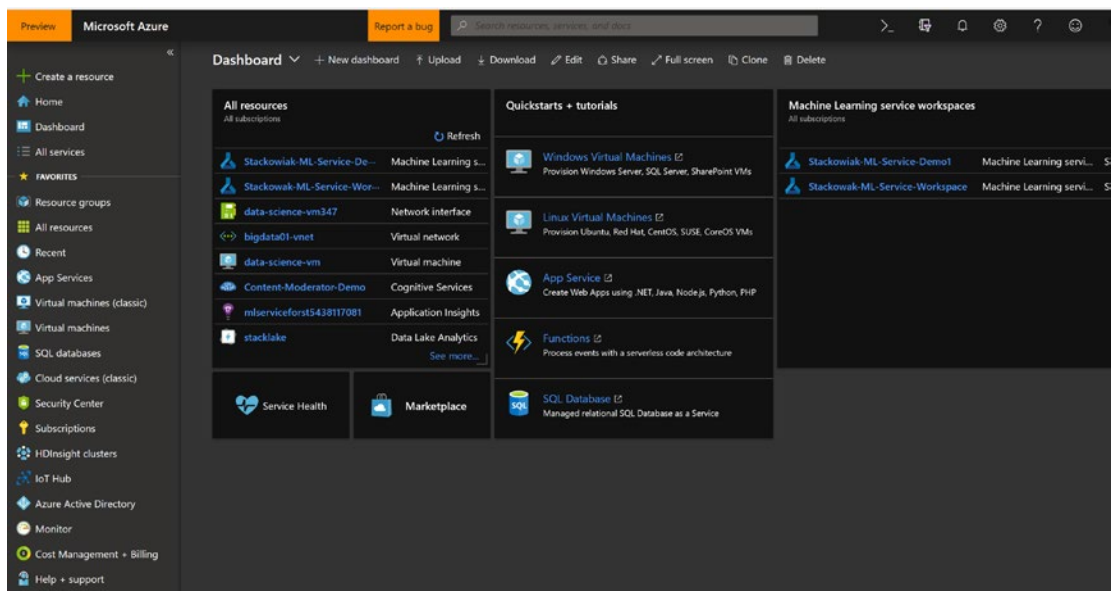 Preview
Microsoft Azure
Report a bug
Search resources, services, and docs
«
Create a resource
Home
Dashboard
All services
FAVORITES
Resource groups
All resources
Recent
App Services
Virtual machines (classic)
Virtual machines
SQL databases
Cloud services (classic)
Security Center
Subscriptions
HDInsight clusters
IoT Hub
Azure Active Directory
Monitor
Cost Management + Billing
Help + support
Dashboard
New dashboard
Upload
Download
Edit
Share
Full screen
Clone
Delete
All resources
All subscriptions
Refresh
Stackowiak-ML-Service-De... Machine Learning s...
Stackowak-ML-Service-Wor... Machine Learning s...
data-science-vm347 Network interface
bigdata01-vnet Virtual network
data-science-vm Virtual machine
Content-Moderator-Demo Cognitive Services
mlserviceforst5438117081 Application Insights
stacklake Data Lake Analytics
See more...
Service Health
Marketplace
Quickstarts + tutorials
Windows Virtual Machines
Provision Windows Server, SQL Server, SharePoint VMs
Linux Virtual Machines
Provision Ubuntu, Red Hat, CentOS, SUSE, CoreOS VMs
App Service
Create Web Apps using .NET, Java, Node.js, Python, PHP
Functions
Process events with a serverless code architecture
SQL
SQL Database
Managed relational SQL Database as a Service
Machine Learning service workspaces
All subscriptions
Stackowiak-ML-Service-Demo1 Machine Learning servi...
Stackowak-ML-Service-Workspace Machine Learning servi...